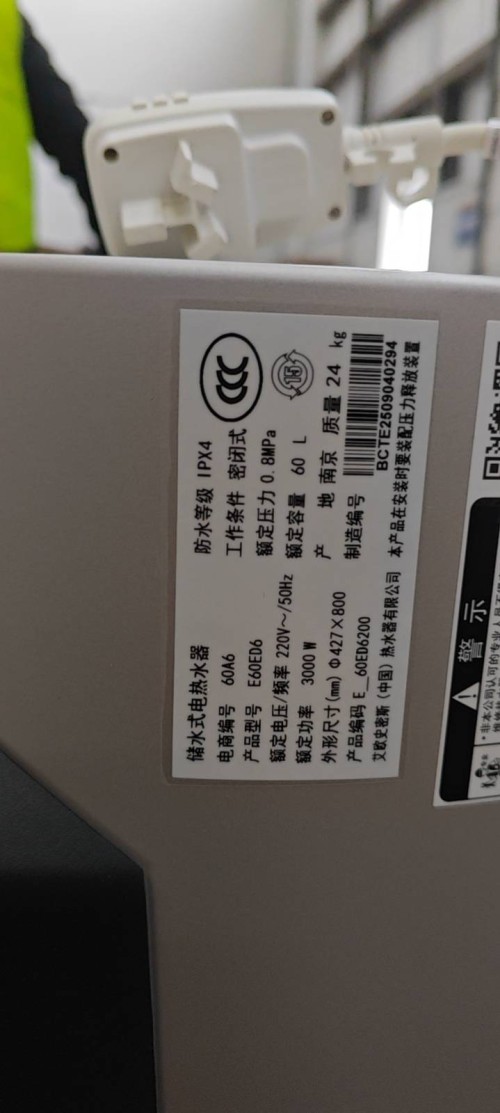 储水式电热水器
电商编号 60A6
产品型号 E60ED6
额定电压/频率 220V～/50Hz
额定功率 3000 W
外形尺寸(mm) Φ427×800
产品编码 E_60ED6200
艾欧史密斯（中国）热水器有限公司
防水等级 IPX4
工作条件 密闭式
额定压力 0.8MPa
额定容量 60 L
产 地 南京 质量 24 kg
制造编号
BCTE2509040294
本产品在安装时要装配压力释放装置
CCC
15
警示